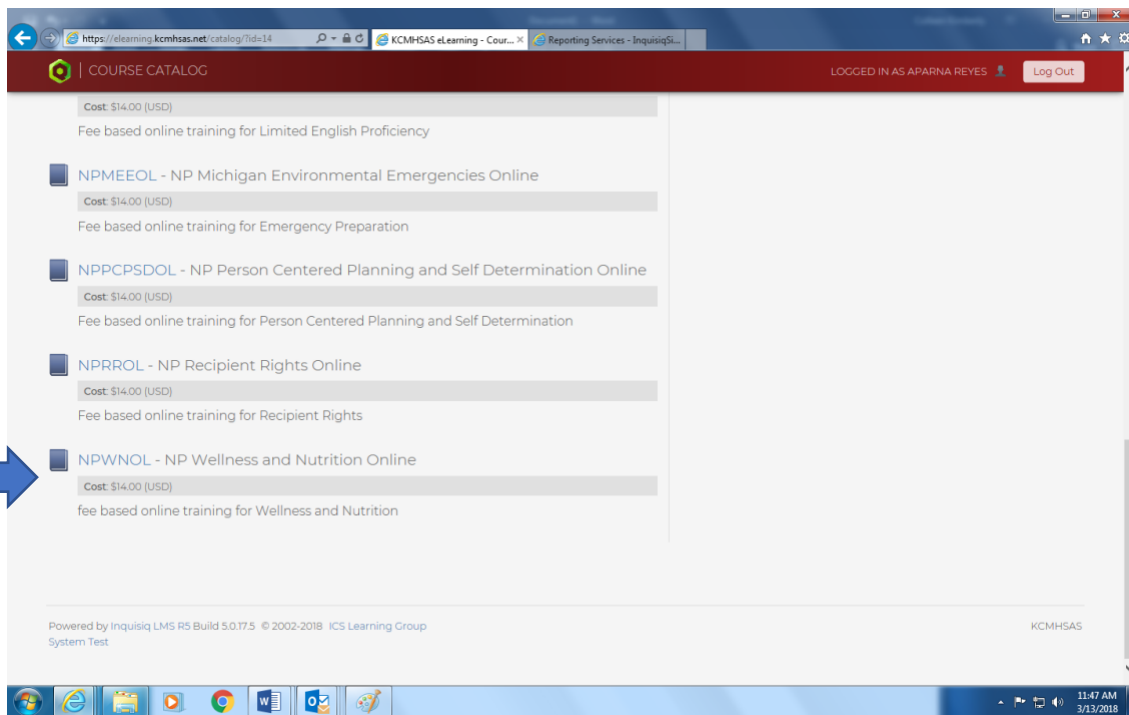 https://elearning.kcmhsas.net/catalog/?id=14
KCMHSAS eLearning - Cour...
Reporting Services - InquisiqSi...
COURSE CATALOG
LOGGED IN AS APARNA REYES
Log Out
Cost: $14.00 (USD)
Fee based online training for Limited English Proficiency
NPMEEOL - NP Michigan Environmental Emergencies Online
Cost: $14.00 (USD)
Fee based online training for Emergency Preparation
NPPCPSDOL - NP Person Centered Planning and Self Determination Online
Cost: $14.00 (USD)
Fee based online training for Person Centered Planning and Self Determination
NPRROL - NP Recipient Rights Online
Cost: $14.00 (USD)
Fee based online training for Recipient Rights
NPWNOL - NP Wellness and Nutrition Online
Cost: $14.00 (USD)
fee based online training for Wellness and Nutrition
Powered by Inquisiq LMS R5 Build 5.0.17.5 © 2002-2018 ICS Learning Group
KCMHSAS
System Test
11:47 AM
3/13/2018